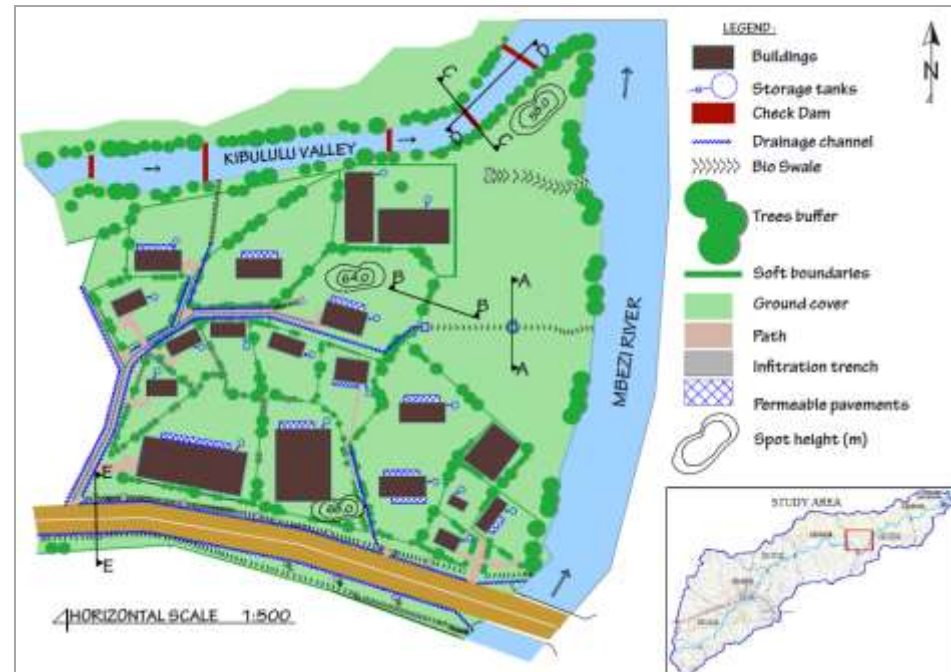 LEGEND:
N
Buildings
Storage tanks
Check Dam
Drainage channel
Bio Swale
Trees buffer
Soft boundaries
Ground cover
Path
Infitration trench
Permeable pavements
Spot height (m)
D
C
D
C
KIBULULU VALLEY
B
B
A
A
64.0
MBEZI RIVER
E
E
HORIZONTAL SCALE 1:500
STUDY AREA